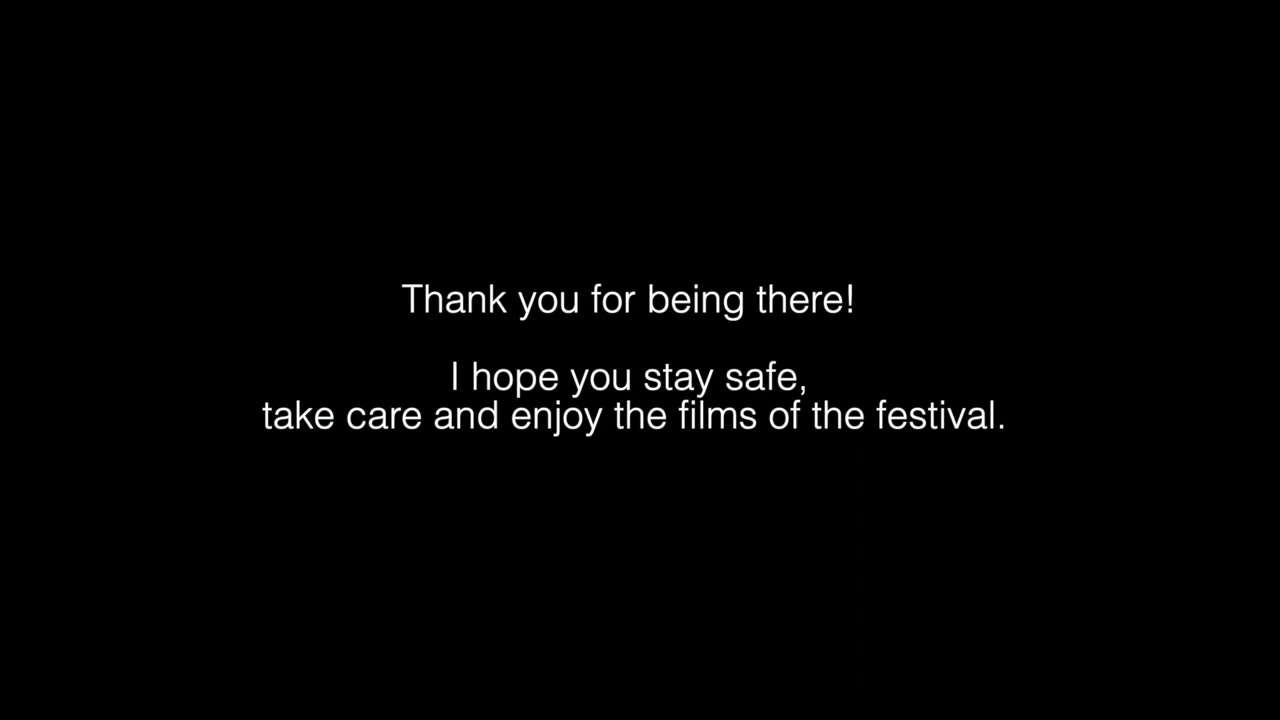 Thank you for being there!
I hope you stay safe,
take care and enjoy the films of the festival.